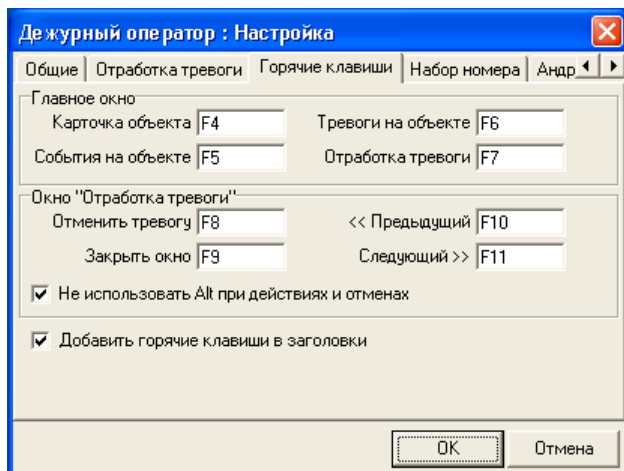 Дежурный оператор : Настройка
Общие Отработка тревоги Горячие клавиши Набор номера Андр
Главное окно
Карточка объекта F4 Тревоги на объекте F6
События на объекте F5 Отработка тревоги F7
Окно "Отработка тревоги"
Отменить тревогу F8 << Предыдущий F10
Закрыть окно F9 Следующий >> F11
Не использовать Alt при действиях и отменах
Добавить горячие клавиши в заголовки
OK Отмена